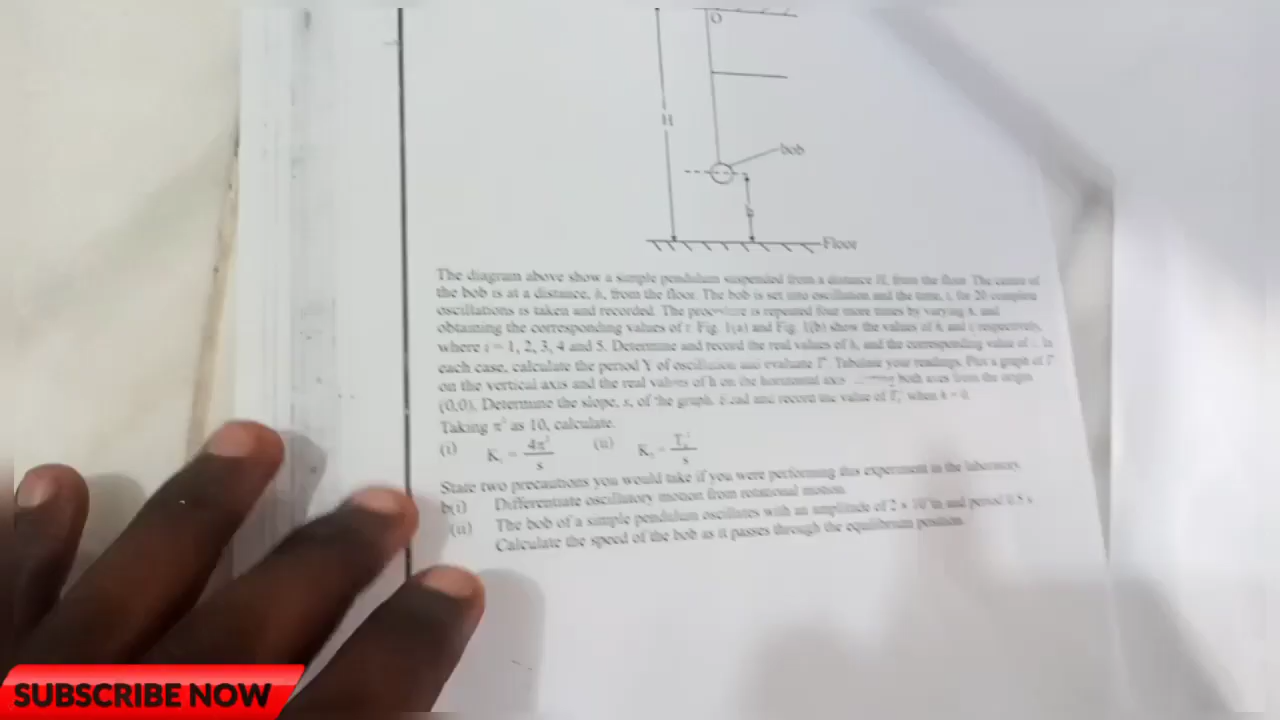 O
H
bob
h
Floor
The diagram above show a simple pendulum suspended from a distance H, from the floor The centre of
the bob is at a distance, h, from the floor. The bob is set into oscillation and the time, t, for 20 complete
oscillations is taken and recorded. The procedure is repeated four more times by varying h, and
obtaining the corresponding values of t. Fig. 1(a) and Fig. 1(b) show the values of h, and t, respectively,
where i = 1, 2, 3, 4 and 5. Determine and record the real values of h, and the corresponding value of In
each case, calculate the period Y of oscillation and evaluate T². Tabulate your readings. Plot a graph of T²
on the vertical axis and the real values of h on the horizontal axis both axes from the origin
(0,0). Determine the slope, s, of the graph. Read and record the value of when h = 0.
Taking π² as 10, calculate.
(i) K₁ = 4π²/s (ii) K₂ = T₀²/s
State two precautions you would take if you were performing this experiment in the laboratory.
b(i) Differentiate oscillatory motion from rotational motion.
(ii) The bob of a simple pendulum oscillates with an amplitude of and period 0.5 s
Calculate the speed of the bob as it passes through the equilibrium position.
SUBSCRIBE NOW